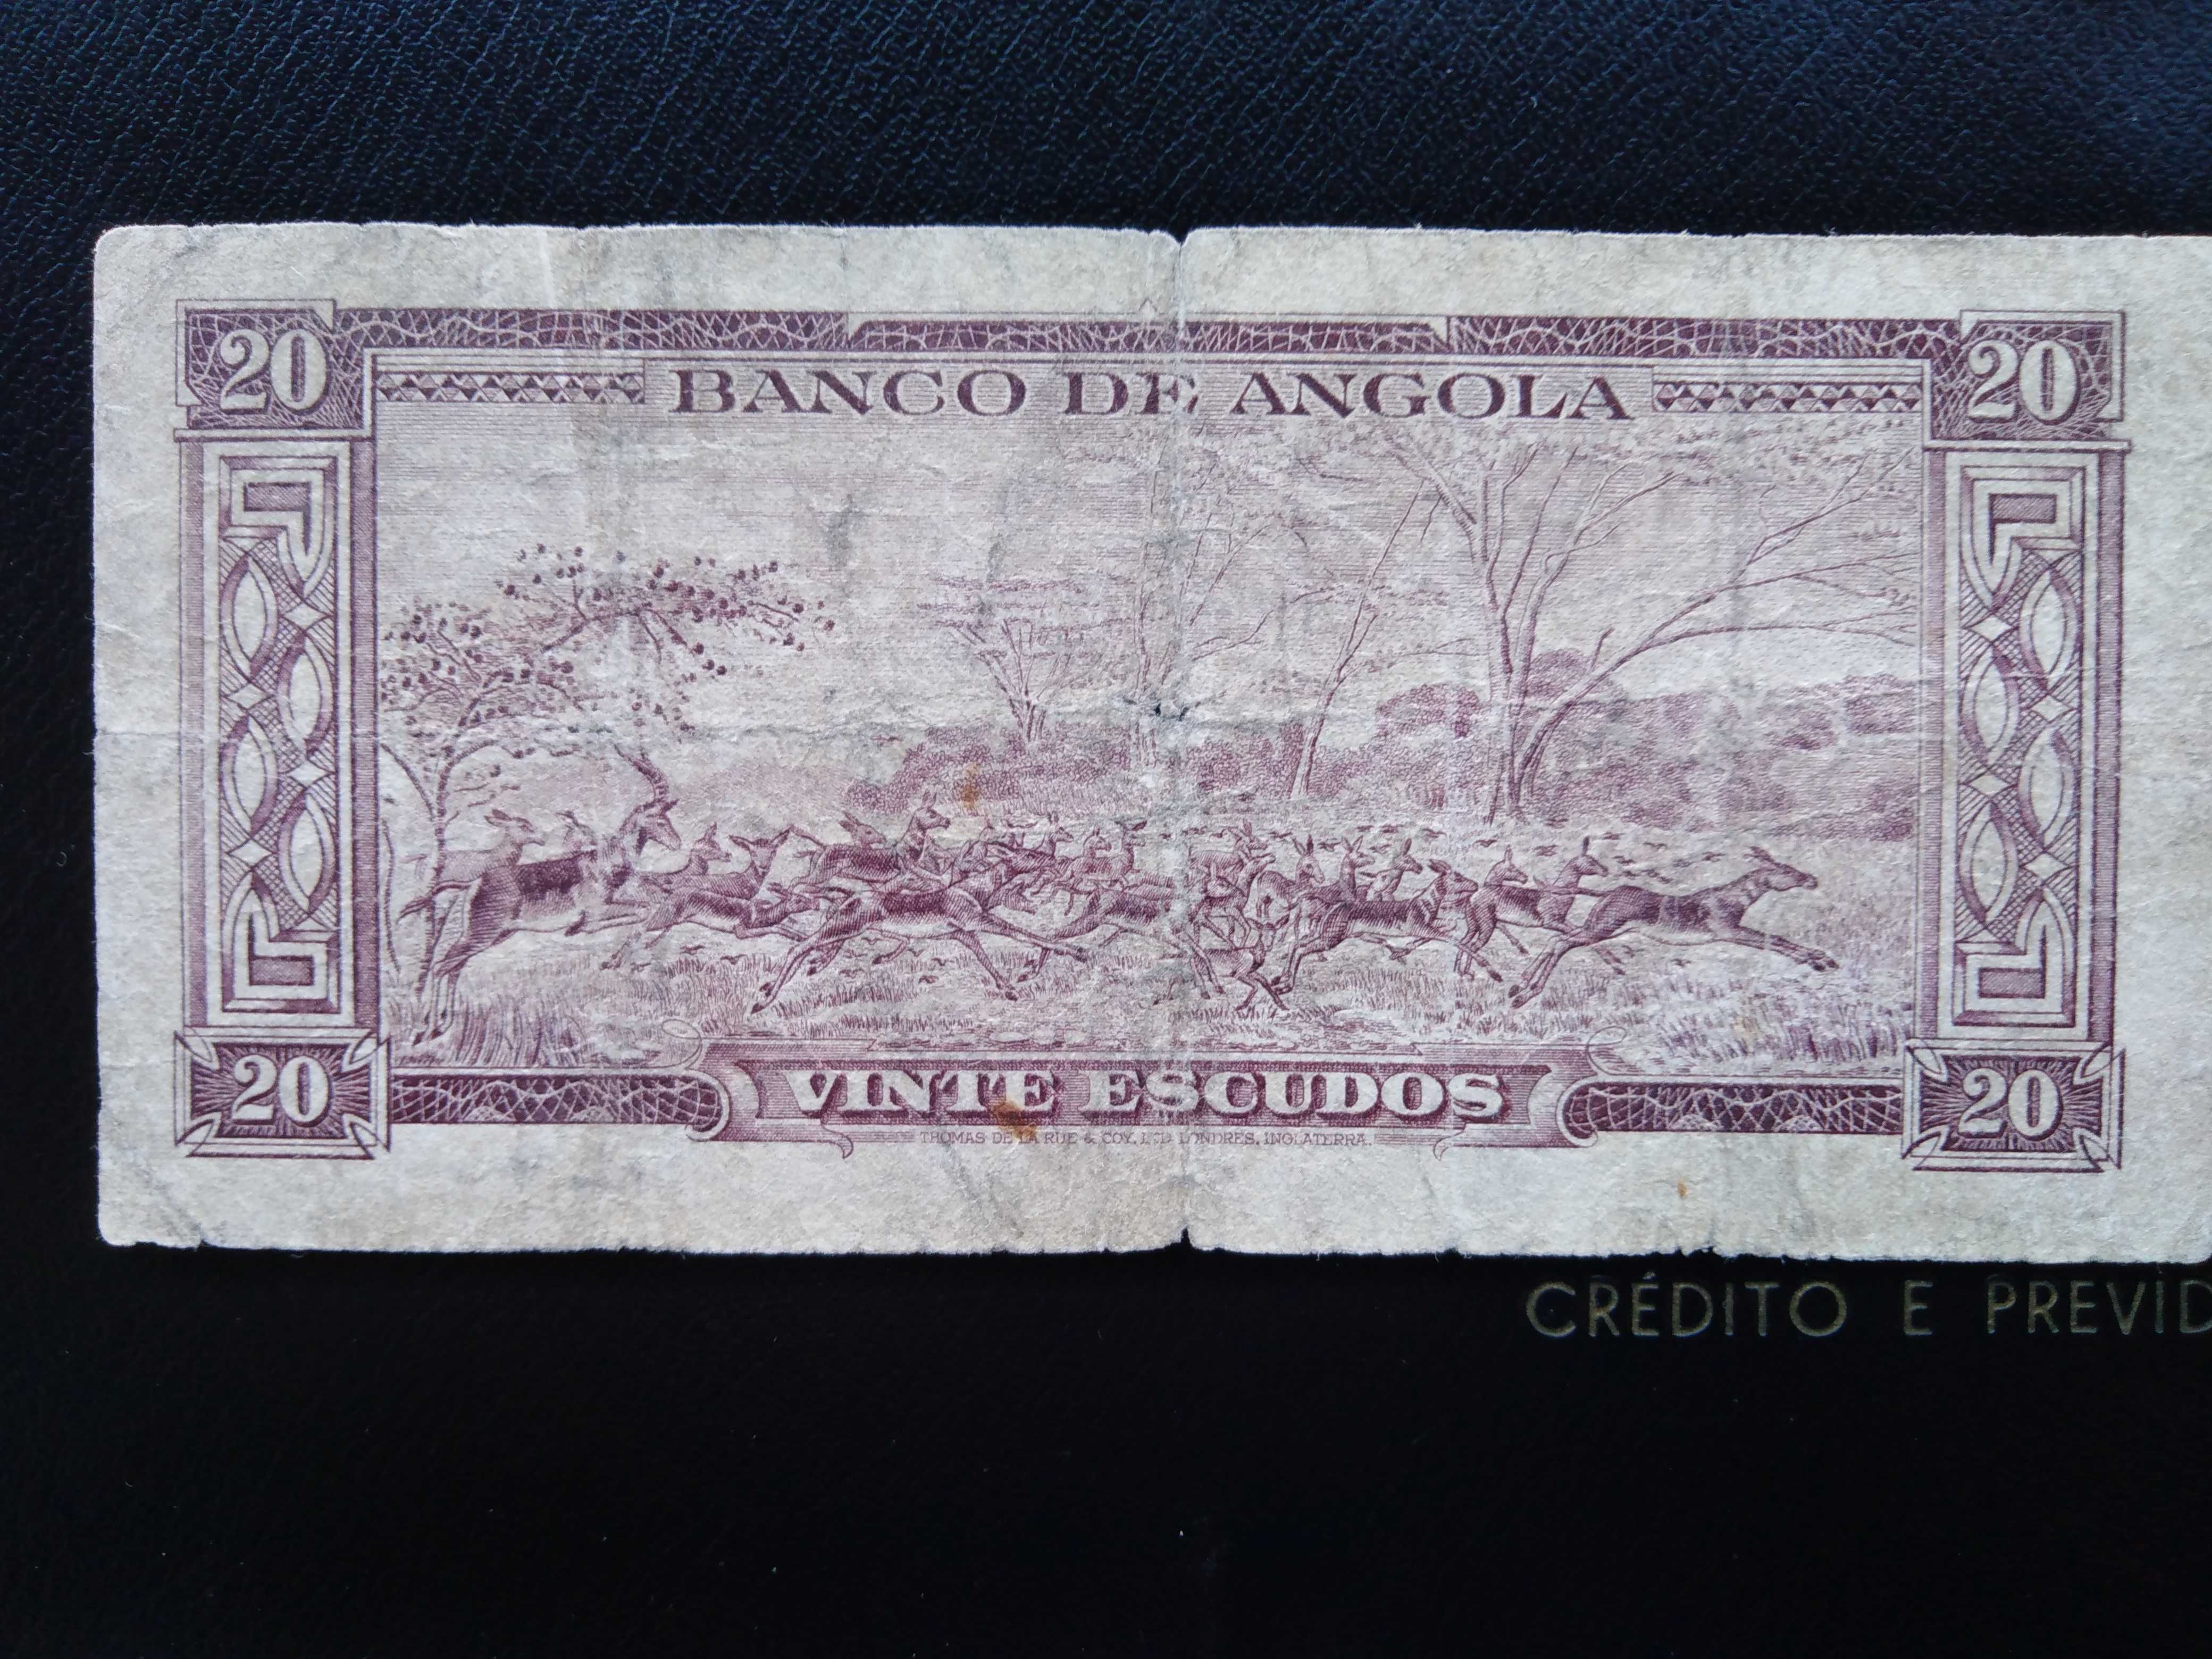 20 20
BANCO DE ANGOLA
20 VINTE ESCUDOS 20
THOMAS DE LA RUE & COY, LTD LONDRES, INGLATERRA.
CRÉDITO E PREVID